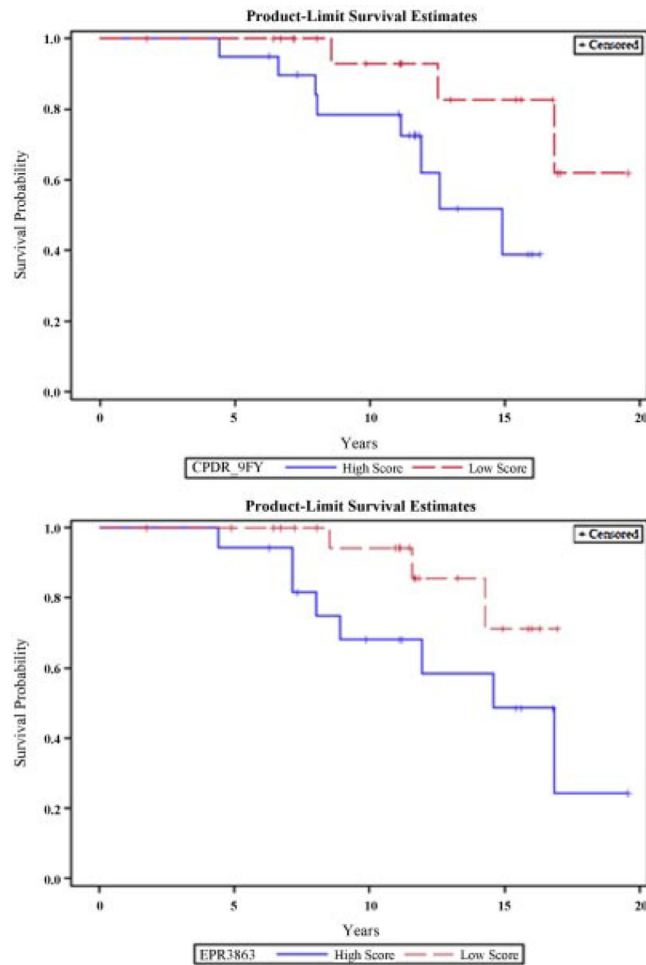 Product-Limit Survival Estimates
+ Censored
1.0
0.8
0.6
0.4
0.2
0.0
Survival Probability
0 5 10 15 20
Years
CPDR_9FY High Score Low Score
Product-Limit Survival Estimates
+ Censored
1.0
0.8
0.6
0.4
0.2
0.0
Survival Probability
0 5 10 15 20
Years
EPR3863 High Score Low Score